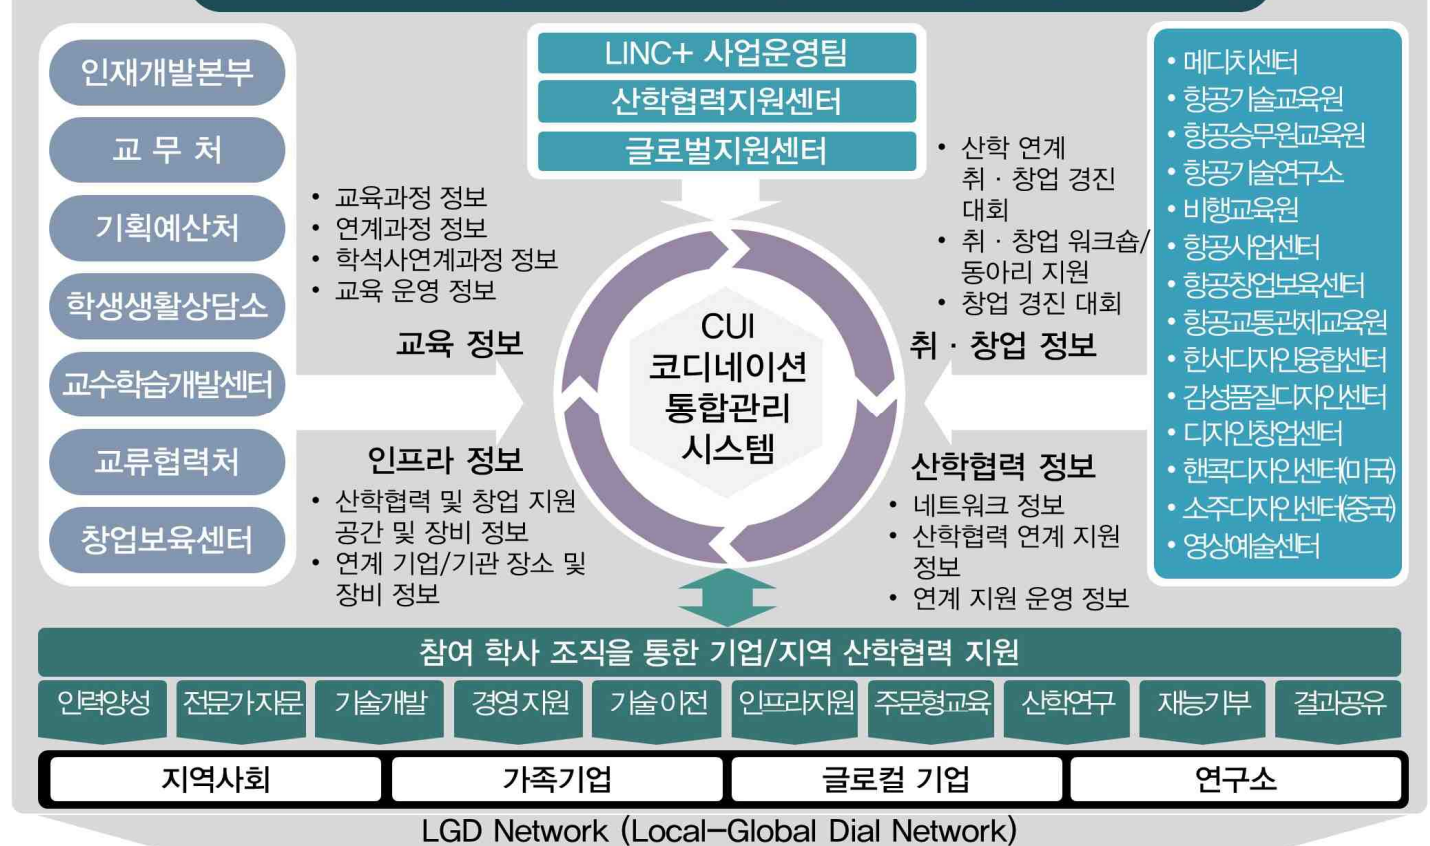 LINC+ 사업운영팀
산학협력지원센터
글로벌지원센터
인재개발본부
교 무 처
기획예산처
학생생활상담소
교수학습개발센터
교류협력처
창업보육센터
• 교육과정 정보
• 연계과정 정보
• 학석사연계과정 정보
• 교육 운영 정보
교육 정보
인프라 정보
• 산학협력 및 창업 지원
공간 및 장비 정보
• 연계 기업/기관 장소 및
장비 정보
CUI
코디네이션
통합관리
시스템
• 산학 연계
취 · 창업 경진
대회
• 취 · 창업 워크숍/
동아리 지원
• 창업 경진 대회
취 · 창업 정보
산학협력 정보
• 네트워크 정보
• 산학협력 연계 지원
정보
• 연계 지원 운영 정보
• 메디치센터
• 항공기술교육원
• 항공승무원교육원
• 항공기술연구소
• 비행교육원
• 항공사업센터
• 항공창업보육센터
• 항공교통관제교육원
• 한서디자인융합센터
• 감성품질디자인센터
• 디자인창업센터
• 핸콕디자인센터(미국)
• 소주디자인센터(중국)
• 영상예술센터
참여 학사 조직을 통한 기업/지역 산학협력 지원
인력양성 전문가자문 기술개발 경영지원 기술이전 인프라지원 주문형교육 산학연구 재능기부 결과공유
지역사회 가족기업 글로컬 기업 연구소
LGD Network (Local-Global Dial Network)